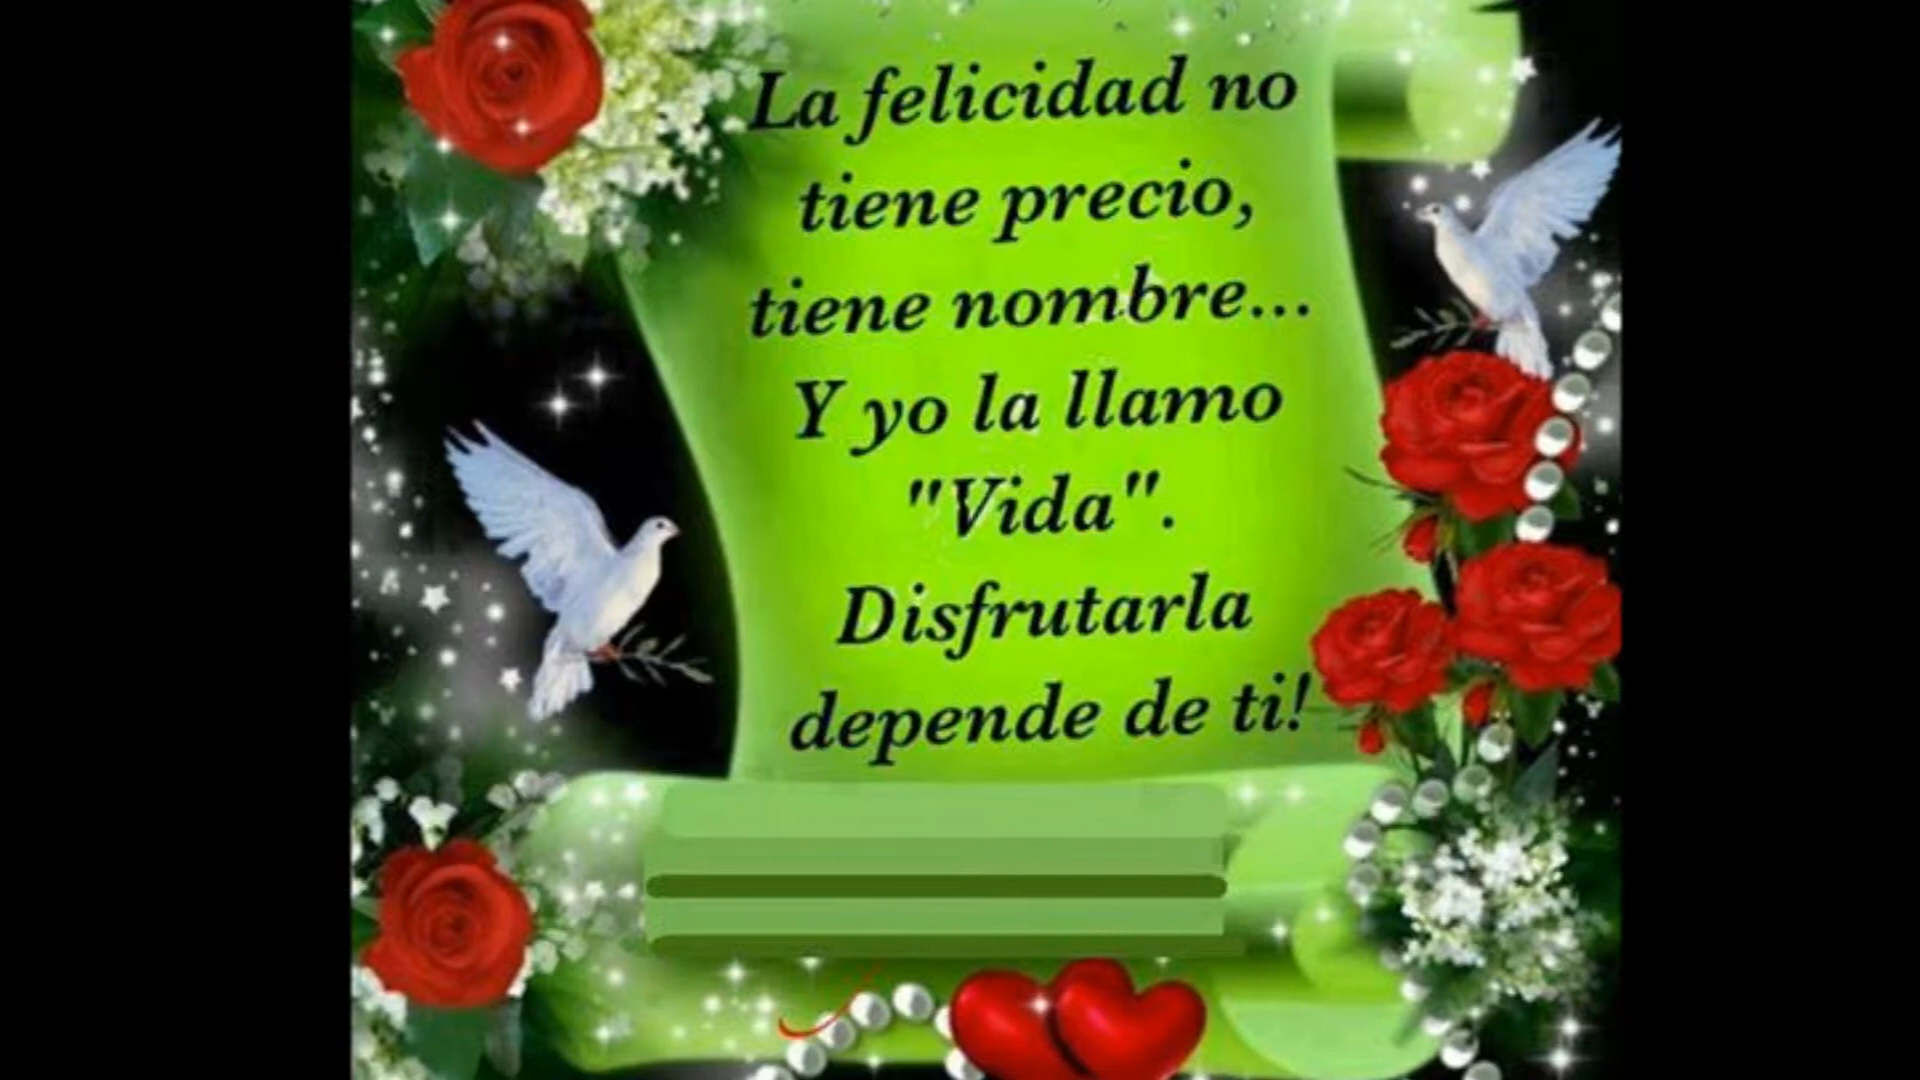 La felicidad no
tiene precio,
tiene nombre...
Y yo la llamo
"Vida".
Disfrutarla
depende de ti!